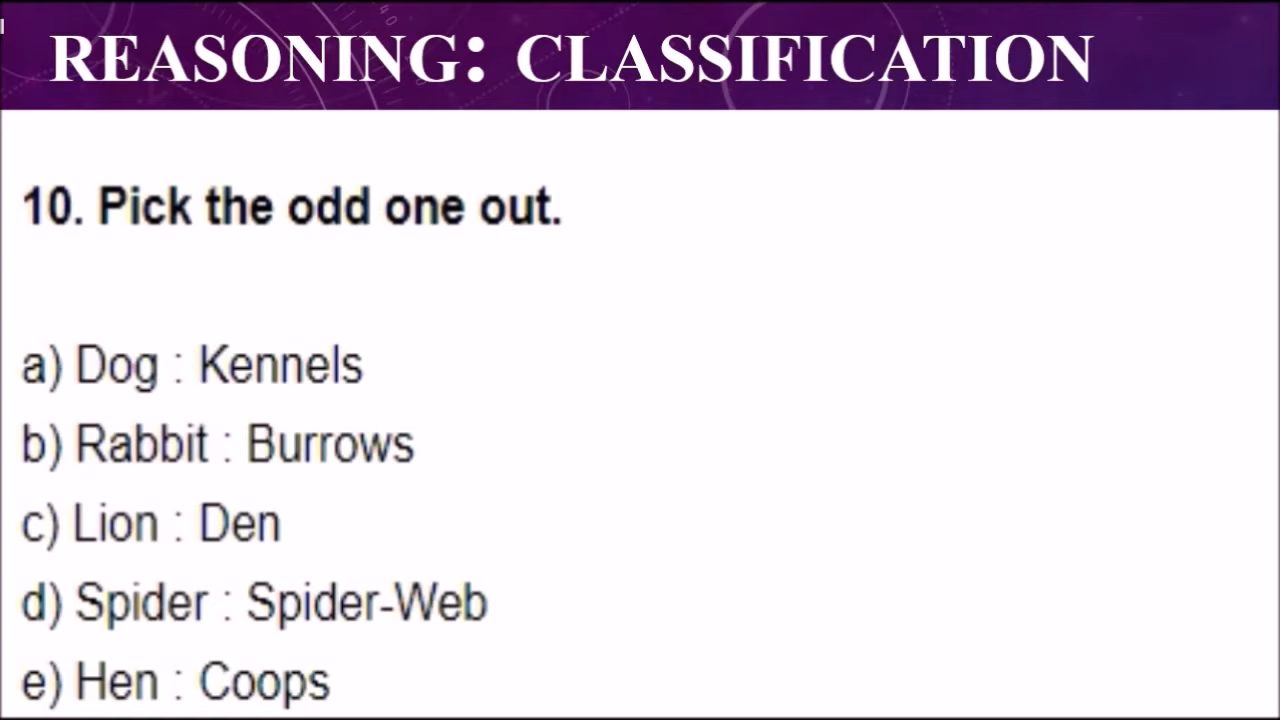 REASONING: CLASSIFICATION
10. Pick the odd one out.
a) Dog : Kennels
b) Rabbit : Burrows
c) Lion : Den
d) Spider : Spider-Web
e) Hen : Coops